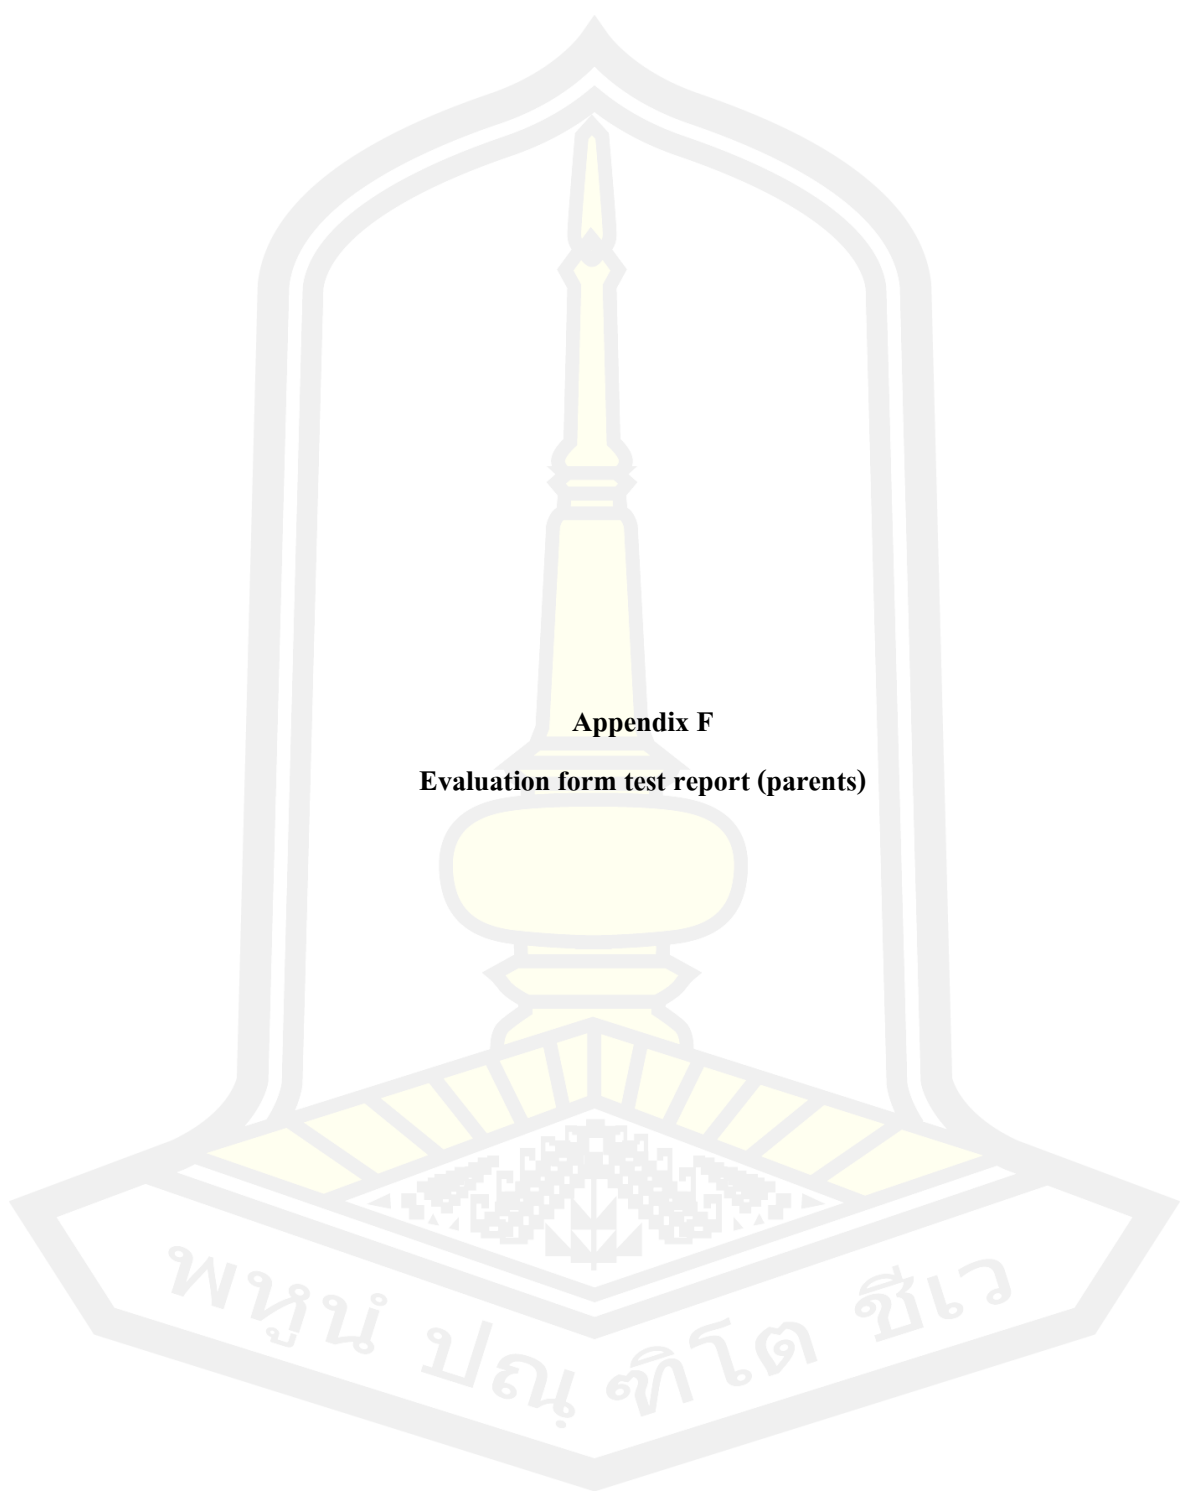 Appendix F
Evaluation form test report (parents)
พหูนํ ปณฺ ฑิโต ชีเว